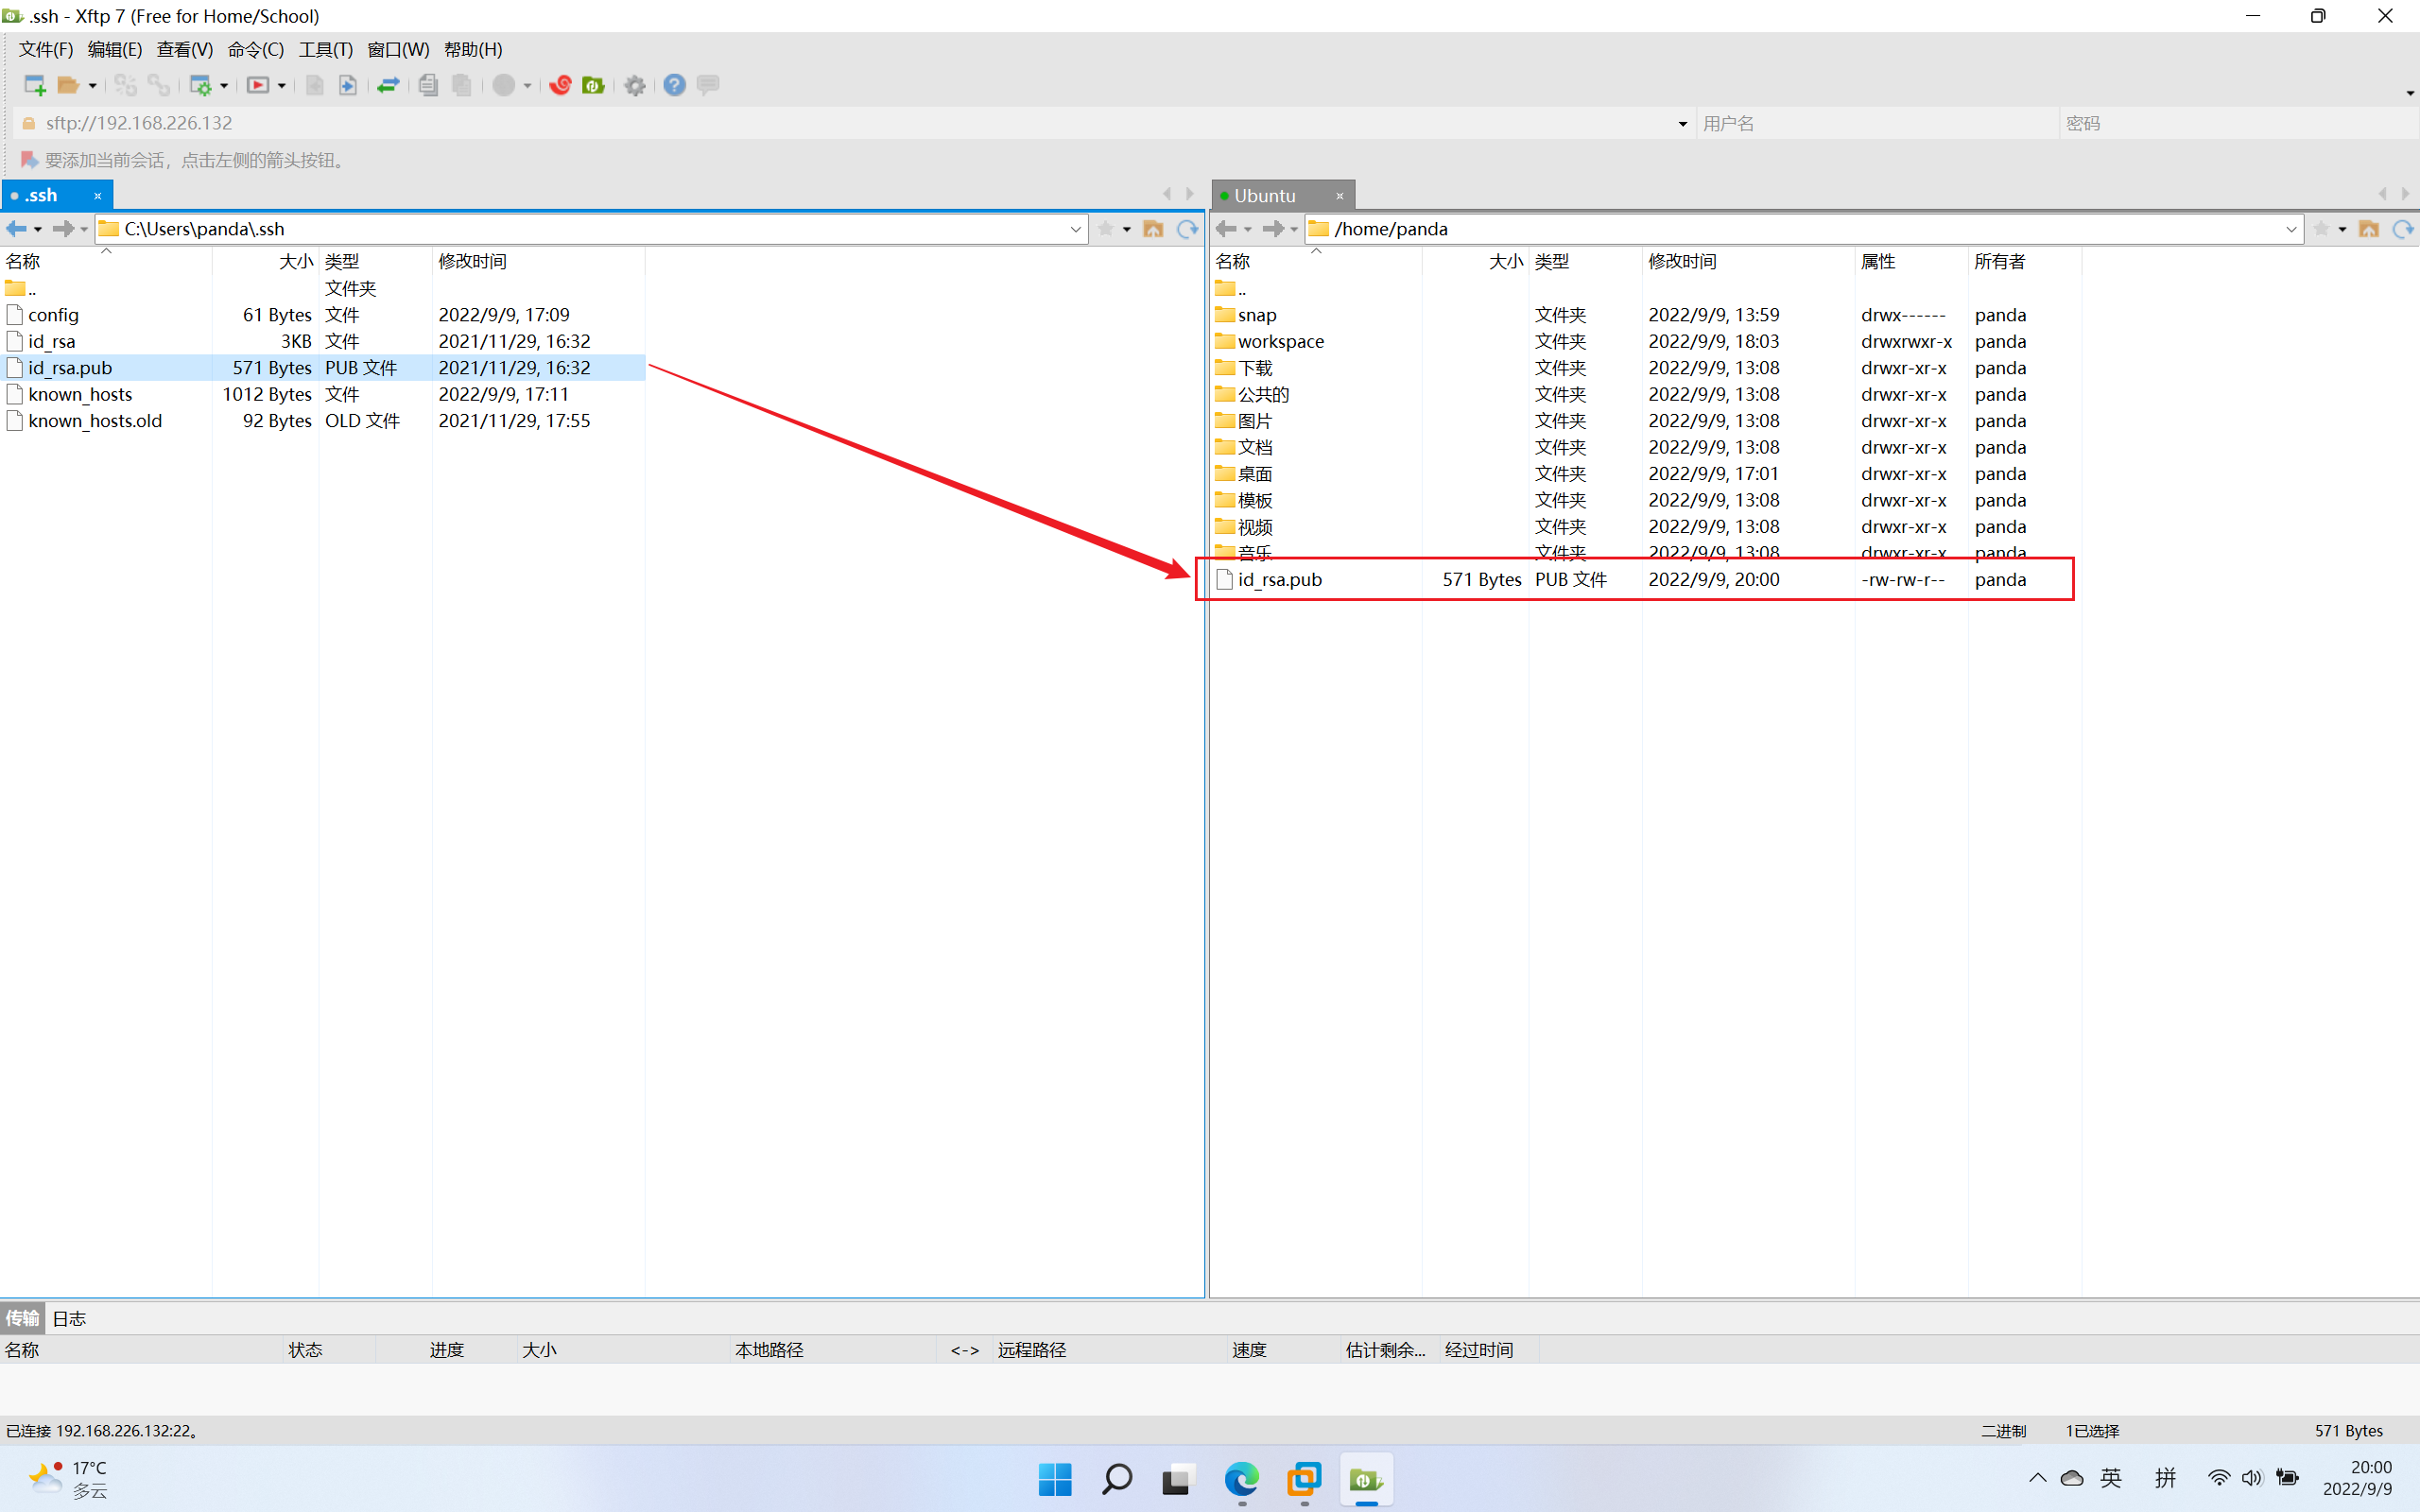 .ssh - Xftp 7 (Free for Home/School)
文件(F) 编辑(E) 查看(V) 命令(C) 工具(T) 窗口(W) 帮助(H)
sftp://192.168.226.132 用户名 密码
要添加当前会话，点击左侧的箭头按钮。
.ssh
C:\Users\panda\.ssh
名称 大小 类型 修改时间
.. 文件夹
config 61 Bytes 文件 2022/9/9, 17:09
id_rsa 3KB 文件 2021/11/29, 16:32
id_rsa.pub 571 Bytes PUB 文件 2021/11/29, 16:32
known_hosts 1012 Bytes 文件 2022/9/9, 17:11
known_hosts.old 92 Bytes OLD 文件 2021/11/29, 17:55
Ubuntu
/home/panda
名称 大小 类型 修改时间 属性 所有者
..
snap 文件夹 2022/9/9, 13:59 drwx------ panda
workspace 文件夹 2022/9/9, 18:03 drwxrwxr-x panda
下载 文件夹 2022/9/9, 13:08 drwxr-xr-x panda
公共的 文件夹 2022/9/9, 13:08 drwxr-xr-x panda
图片 文件夹 2022/9/9, 13:08 drwxr-xr-x panda
文档 文件夹 2022/9/9, 13:08 drwxr-xr-x panda
桌面 文件夹 2022/9/9, 17:01 drwxr-xr-x panda
模板 文件夹 2022/9/9, 13:08 drwxr-xr-x panda
视频 文件夹 2022/9/9, 13:08 drwxr-xr-x panda
音乐 文件夹 2022/9/9, 13:08 drwxr-xr-x panda
id_rsa.pub 571 Bytes PUB 文件 2022/9/9, 20:00 -rw-rw-r-- panda
传输 日志
名称 状态 进度 大小 本地路径 <-> 远程路径 速度 估计剩余... 经过时间
已连接 192.168.226.132:22。 二进制 1已选择 571 Bytes
17°C
多云
英 拼
20:00
2022/9/9